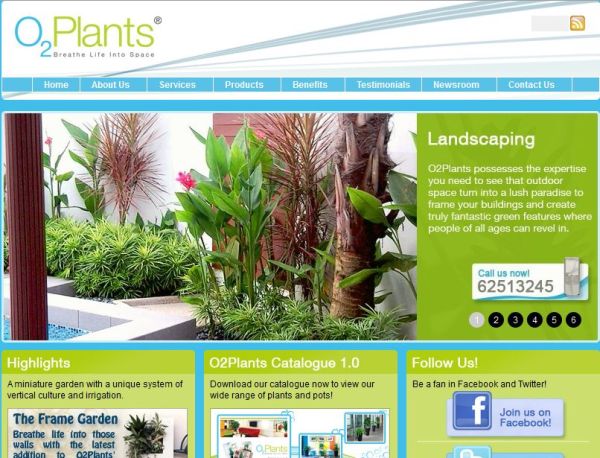 O2Plants®
Breathe Life Into Space
Home About Us Services Products Benefits Testimonials Newsroom Contact Us
Landscaping
O2Plants possesses the expertise
you need to see that outdoor
space turn into a lush paradise to
frame your buildings and create
truly fantastic green features where
people of all ages can revel in.
Call us now!
62513245
1 2 3 4 5 6
Highlights
A miniature garden with a unique system of
vertical culture and irrigation.
The Frame Garden
Breathe life into those
walls with the latest
addition to O2Plants'
O2Plants Catalogue 1.0
Download our catalogue now to view our
wide range of plants and pots!
O2Plants
Follow Us!
Be a fan in Facebook and Twitter!
f
Join us on
Facebook!